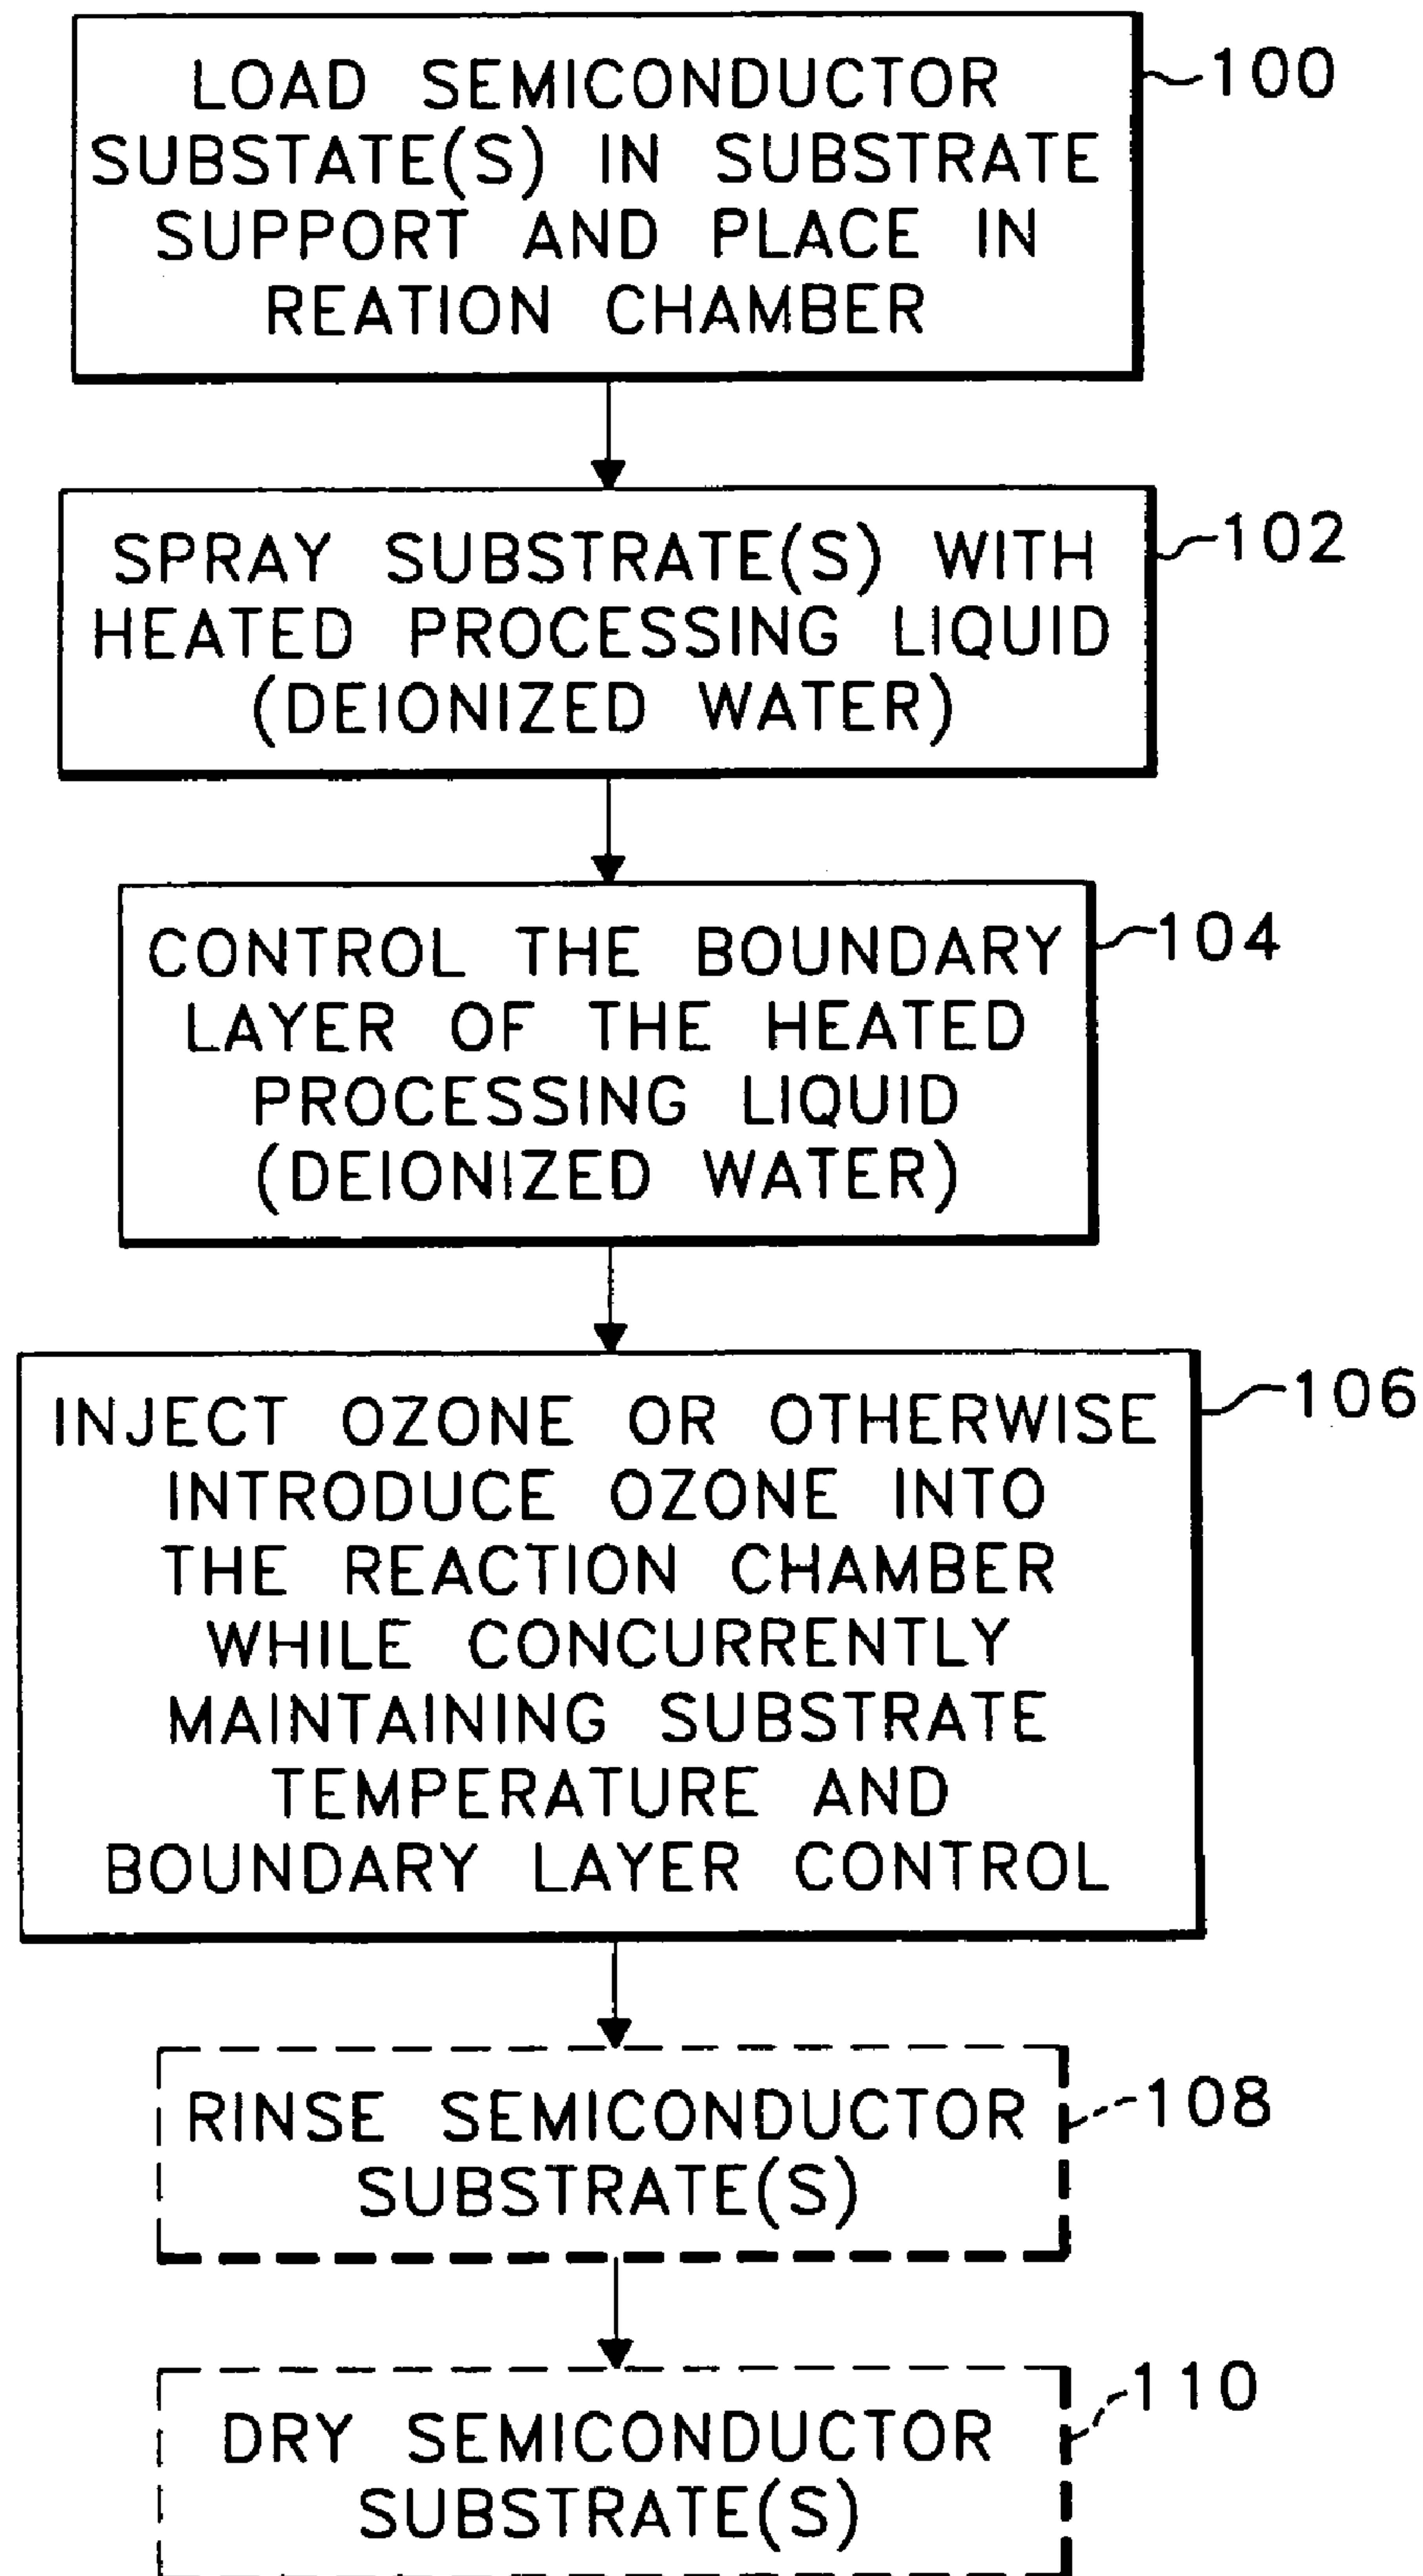 LOAD SEMICONDUCTOR
SUBSTATE(S) IN SUBSTRATE
SUPPORT AND PLACE IN
REATION CHAMBER
100
SPRAY SUBSTRATE(S) WITH
HEATED PROCESSING LIQUID
(DEIONIZED WATER)
102
CONTROL THE BOUNDARY
LAYER OF THE HEATED
PROCESSING LIQUID
(DEIONIZED WATER)
104
INJECT OZONE OR OTHERWISE
INTRODUCE OZONE INTO
THE REACTION CHAMBER
WHILE CONCURRENTLY
MAINTAINING SUBSTRATE
TEMPERATURE AND
BOUNDARY LAYER CONTROL
106
RINSE SEMICONDUCTOR
SUBSTRATE(S)
108
DRY SEMICONDUCTOR
SUBSTRATE(S)
110